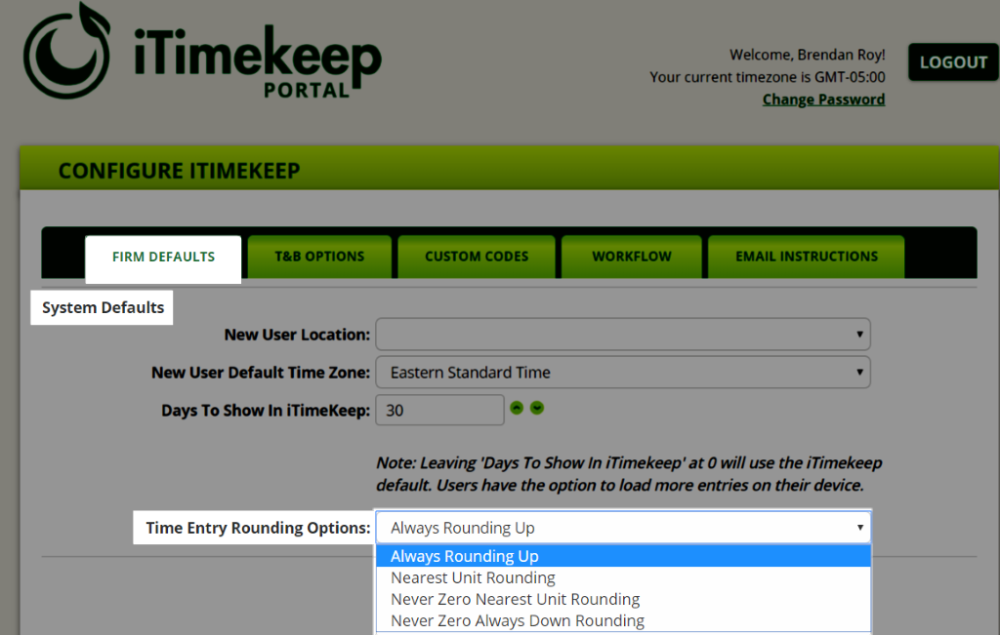 iTimekeep
PORTAL
Welcome, Brendan Roy!
Your current timezone is GMT-05:00
Change Password
LOGOUT
CONFIGURE ITIMEKEEP
FIRM DEFAULTS
T&B OPTIONS
CUSTOM CODES
WORKFLOW
EMAIL INSTRUCTIONS
System Defaults
New User Location:
New User Default Time Zone: Eastern Standard Time
Days To Show In iTimeKeep: 30
Note: Leaving 'Days To Show In iTimekeep' at 0 will use the iTimekeep
default. Users have the option to load more entries on their device.
Time Entry Rounding Options: Always Rounding Up
Always Rounding Up
Nearest Unit Rounding
Never Zero Nearest Unit Rounding
Never Zero Always Down Rounding